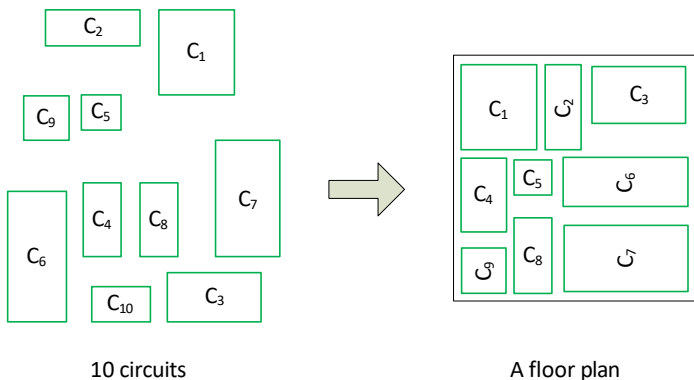 C₂
C₁
C₉
C₅
C₇
C₄
C₈
C₆
C₁₀
C₃
10 circuits
C₁
C₂
C₃
C₄
C₅
C₆
C₈
C₇
C₉
A floor plan